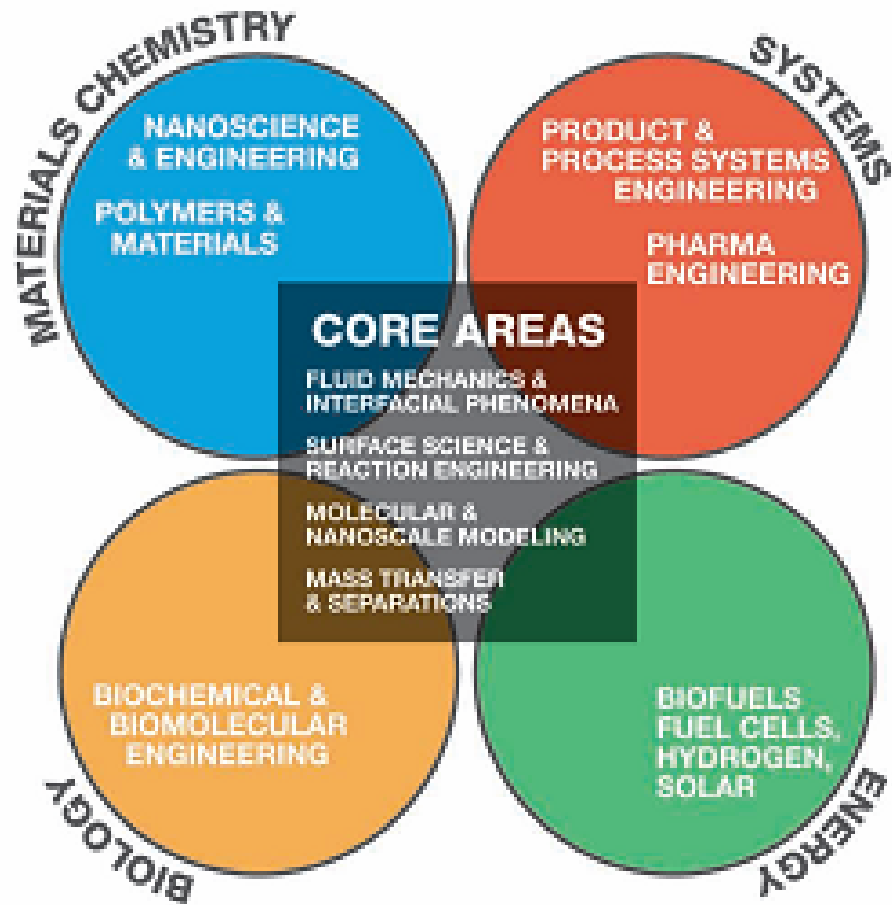 MATERIALS CHEMISTRY
NANOSCIENCE
& ENGINEERING
POLYMERS &
MATERIALS
SYSTEMS
PRODUCT &
PROCESS SYSTEMS
ENGINEERING
PHARMA
ENGINEERING
CORE AREAS
FLUID MECHANICS &
INTERFACIAL PHENOMENA
SURFACE SCIENCE &
REACTION ENGINEERING
MOLECULAR &
NANOSCALE MODELING
MASS TRANSFER
& SEPARATIONS
BIOCHEMICAL &
BIOMOLECULAR
ENGINEERING
BIOLOGY
BIOFUELS
FUEL CELLS,
HYDROGEN,
SOLAR
ENERGY